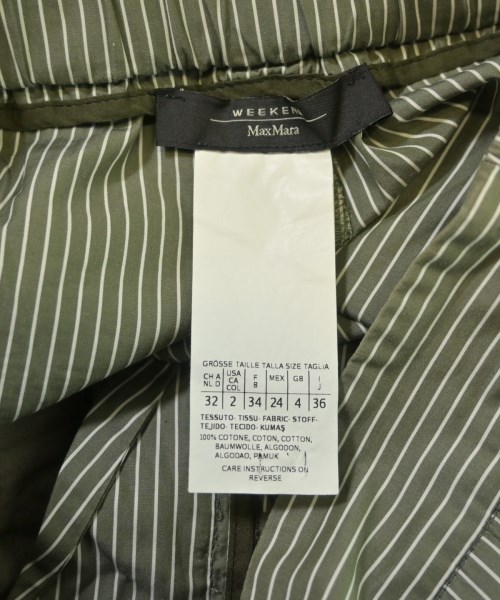 WEEKEND
MaxMara
GRÖSSE TAILLE TALLA SIZE TAGLIA
CH A NL D
USA CA COL
F B
MEX
GB
I J
32 2 34 24 4 36
TESSUTO- TISSU- FABRIC- STOFF-
TEJIDO- TECIDO- KUMAŞ
100% COTONE, COTON, COTTON,
BAUMWOLLE, ALGODON,
ALGODAO, PAMUK
CARE INSTRUCTIONS ON
REVERSE